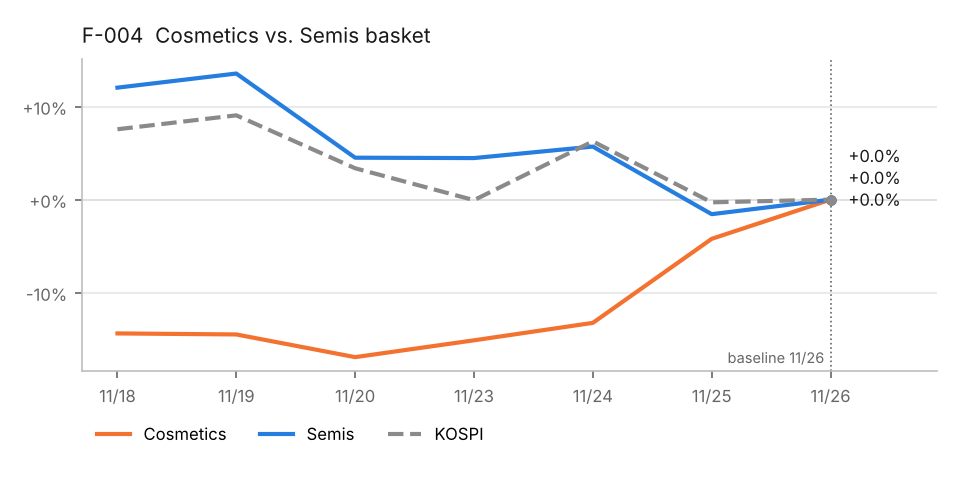 F-004  Cosmetics vs. Semis basket
+10%
+0%
-10%
+0.0%
+0.0%
+0.0%
baseline 11/26
11/18 11/19 11/20 11/23 11/24 11/25 11/26
Cosmetics Semis KOSPI